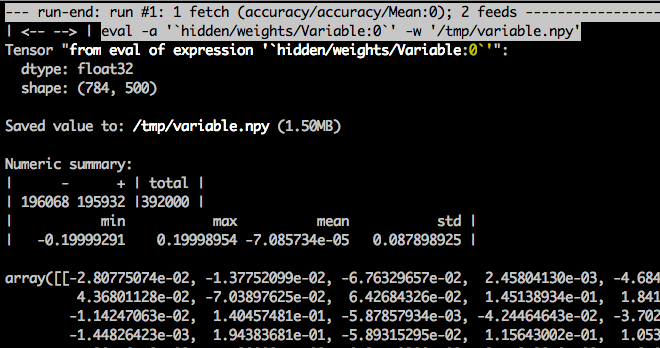 --- run-end: run #1: 1 fetch (accuracy/accuracy/Mean:0); 2 feeds ---------------------
| <-- --> | eval -a '`hidden/weights/Variable:0`' -w '/tmp/variable.npy'
Tensor "from eval of expression '`hidden/weights/Variable:0`'":
  dtype: float32
  shape: (784, 500)

Saved value to: /tmp/variable.npy (1.50MB)

Numeric summary:
|      -      + | total |
| 196068 195932 |392000 |
|           min          max         mean          std |
|   -0.19999291   0.19998954 -7.085734e-05   0.087898925 |

array([[-2.80775074e-02, -1.37752099e-02, -6.76329657e-02,  2.45804130e-03, -4.684
         4.36801128e-02, -7.03897625e-02,  6.42684326e-02,  1.45138934e-01,  1.841
        -1.14247063e-02,  1.40457481e-01, -5.87857934e-03, -4.24464643e-02, -3.702
        -1.44826423e-03,  1.94383681e-01, -5.89315295e-02,  1.15643002e-01,  1.053